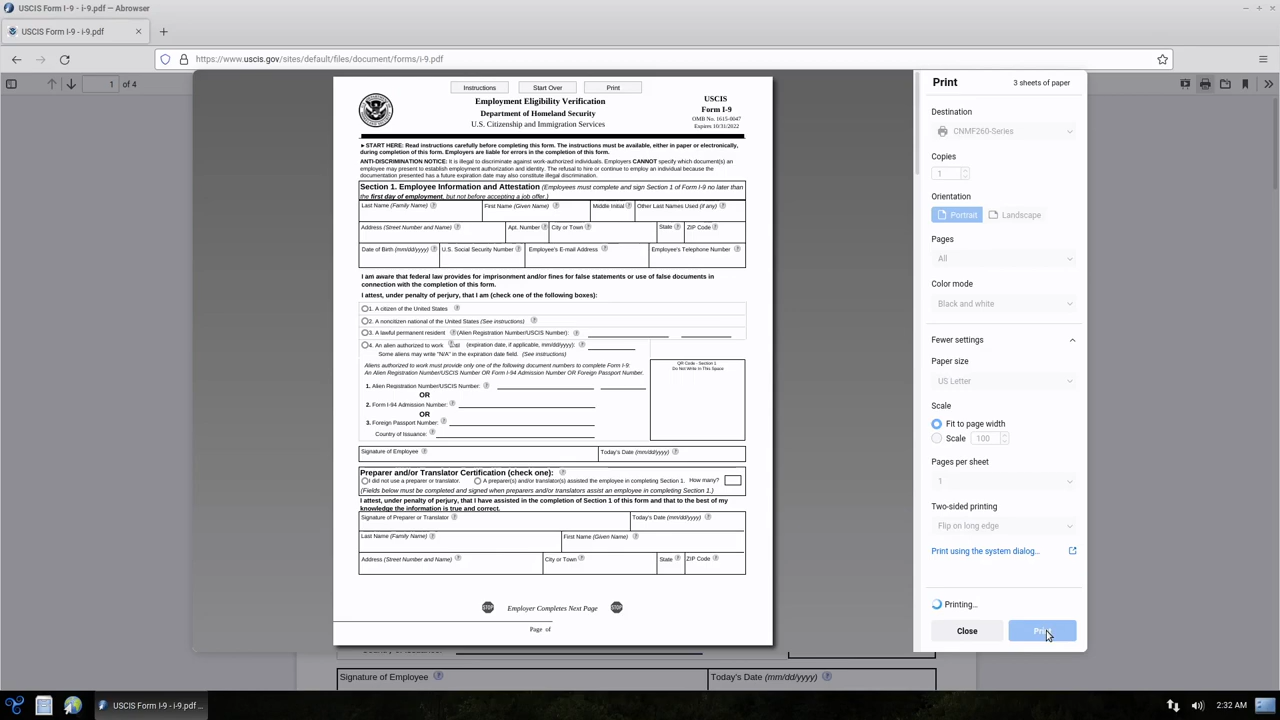 USCIS Form I-9 - i-9.pdf — Abrowser
USCIS Form I-9 - i-9.pdf
https://www.uscis.gov/sites/default/files/document/forms/i-9.pdf
1 of 4
Instructions
Start Over
Print
Employment Eligibility Verification
Department of Homeland Security
U.S. Citizenship and Immigration Services
USCIS
Form I-9
OMB No. 1615-0047
Expires 10/31/2022
►START HERE: Read instructions carefully before completing this form. The instructions must be available, either in paper or electronically,
during completion of this form. Employers are liable for errors in the completion of this form.
ANTI-DISCRIMINATION NOTICE: It is illegal to discriminate against work-authorized individuals. Employers CANNOT specify which document(s) an
employee may present to establish employment authorization and identity. The refusal to hire or continue to employ an individual because the
documentation presented has a future expiration date may also constitute illegal discrimination.
Section 1. Employee Information and Attestation (Employees must complete and sign Section 1 of Form I-9 no later than
the first day of employment, but not before accepting a job offer.)
Last Name (Family Name) ?
First Name (Given Name) ?
Middle Initial ?
Other Last Names Used (if any) ?
Address (Street Number and Name) ?
Apt. Number ?
City or Town ?
State ?
ZIP Code ?
Date of Birth (mm/dd/yyyy) ?
U.S. Social Security Number ?
Employee's E-mail Address ?
Employee's Telephone Number ?
I am aware that federal law provides for imprisonment and/or fines for false statements or use of false documents in
connection with the completion of this form.
I attest, under penalty of perjury, that I am (check one of the following boxes):
1. A citizen of the United States ?
2. A noncitizen national of the United States (See instructions) ?
3. A lawful permanent resident ? (Alien Registration Number/USCIS Number): ?
4. An alien authorized to work ? until (expiration date, if applicable, mm/dd/yyyy): ?
Some aliens may write "N/A" in the expiration date field. (See instructions)
Aliens authorized to work must provide only one of the following document numbers to complete Form I-9:
An Alien Registration Number/USCIS Number OR Form I-94 Admission Number OR Foreign Passport Number.
QR Code - Section 1
Do Not Write In This Space
1. Alien Registration Number/USCIS Number: ?
OR
2. Form I-94 Admission Number: ?
OR
3. Foreign Passport Number: ?
Country of Issuance: ?
Signature of Employee ?
Today's Date (mm/dd/yyyy) ?
Preparer and/or Translator Certification (check one): ?
I did not use a preparer or translator.
A preparer(s) and/or translator(s) assisted the employee in completing Section 1. How many? ?
(Fields below must be completed and signed when preparers and/or translators assist an employee in completing Section 1.)
I attest, under penalty of perjury, that I have assisted in the completion of Section 1 of this form and that to the best of my
knowledge the information is true and correct.
Signature of Preparer or Translator ?
Today's Date (mm/dd/yyyy) ?
Last Name (Family Name) ?
First Name (Given Name) ?
Address (Street Number and Name) ?
City or Town ?
State ?
ZIP Code ?
STOP Employer Completes Next Page STOP
Page of
Print
3 sheets of paper
Destination
CNMF260-Series
Copies
1
Orientation
Portrait
Landscape
Pages
All
Color mode
Black and white
Fewer settings
Paper size
US Letter
Scale
Fit to page width
Scale 100
Pages per sheet
1
Two-sided printing
Flip on long edge
Print using the system dialog…
Printing…
Close
Print
Signature of Employee ?
Today's Date (mm/dd/yyyy) ?
USCIS Form I-9 - i-9.pdf ...
2:32 AM